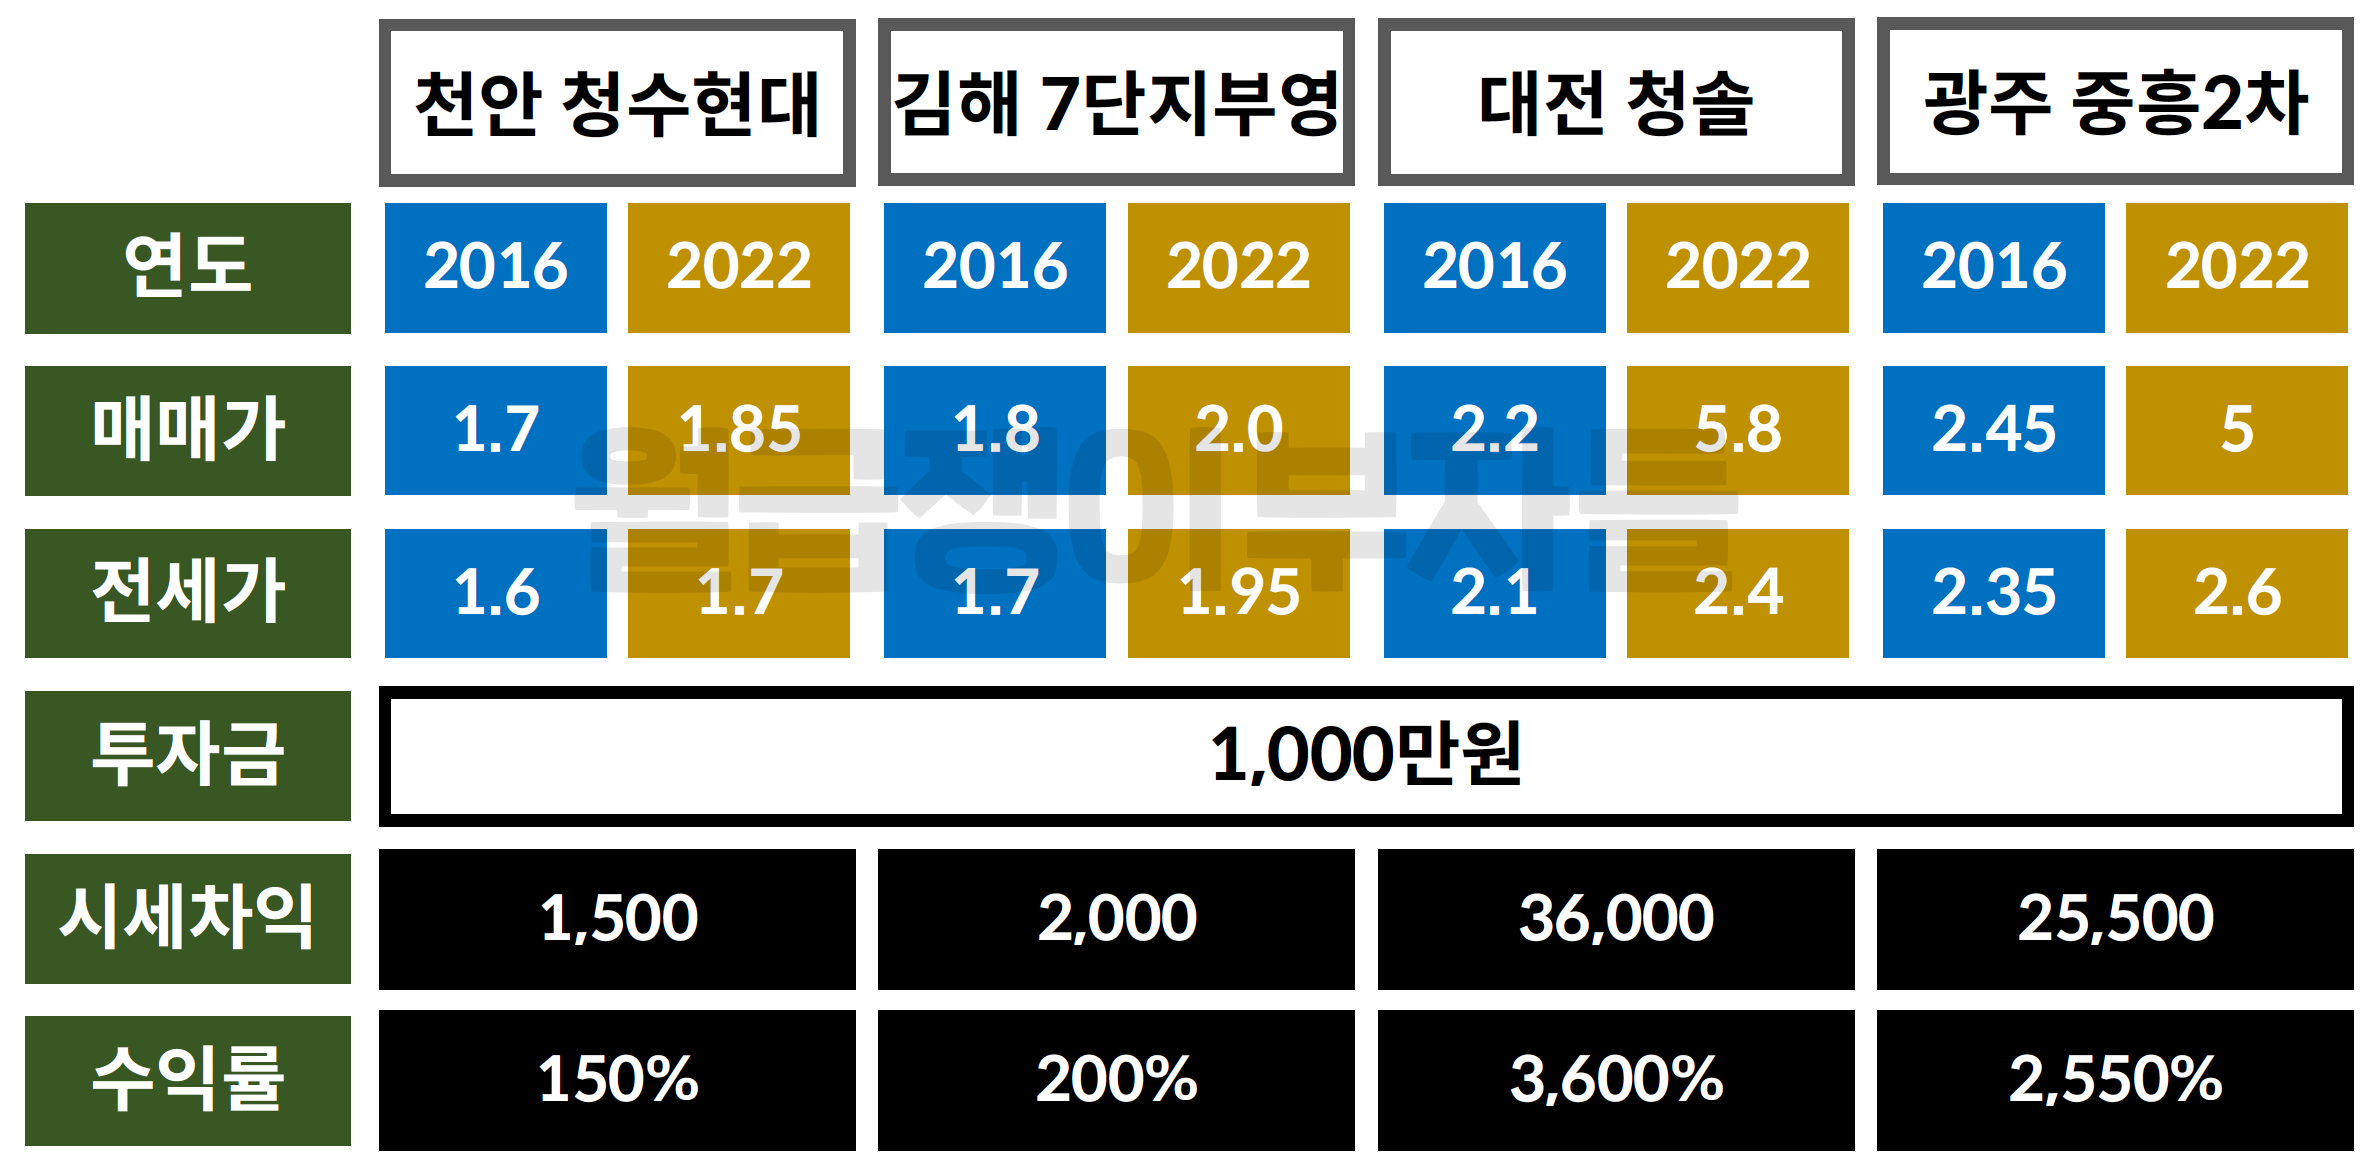 천안 청수현대 김해 7단지부영 대전 청솔 광주 중흥2차
연도 2016 2022 2016 2022 2016 2022 2016 2022
매매가 1.7 1.85 1.8 2.0 2.2 5.8 2.45 5
월급쟁이부자들
전세가 1.6 1.7 1.7 1.95 2.1 2.4 2.35 2.6
투자금 1,000만원
시세차익 1,500 2,000 36,000 25,500
수익률 150% 200% 3,600% 2,550%